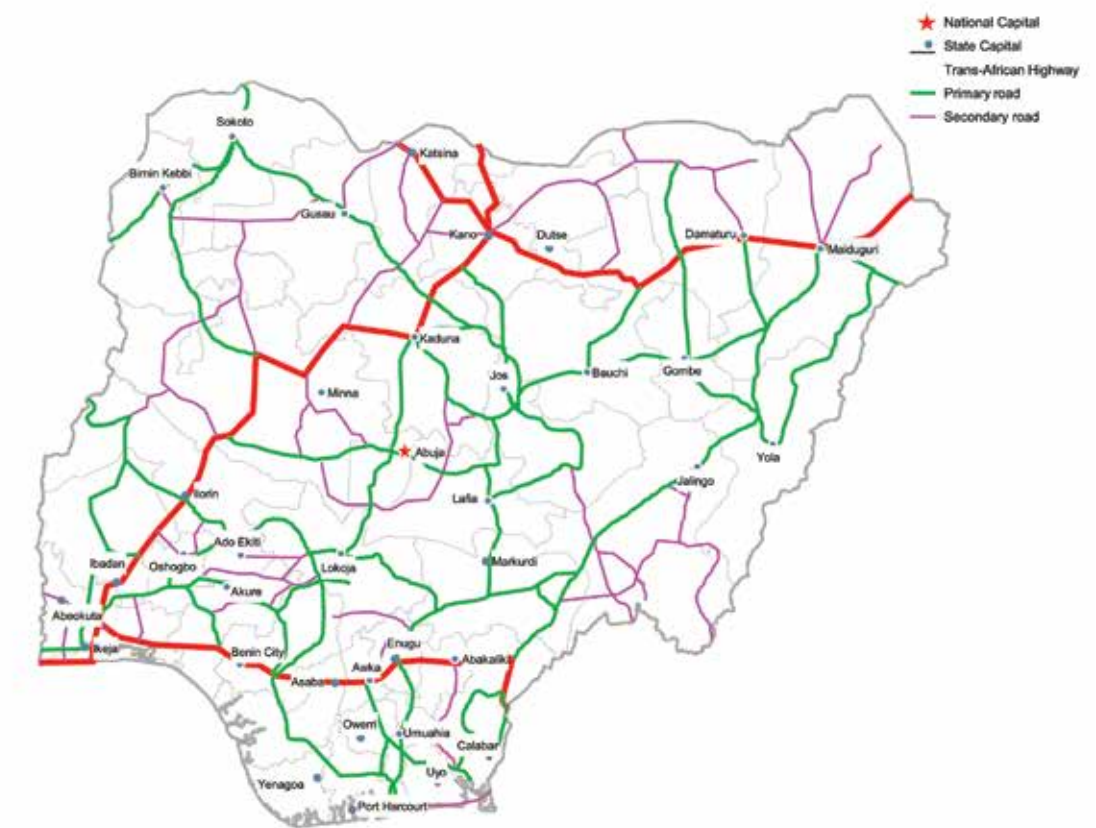 National Capital
State Capital
Trans-African Highway
Primary road
Secondary road
Sokoto
Katsina
Birnin Kebbi
Gusau
Kano
Dutse
Damaturu
Maiduguri
Kaduna
Minna
Jos
Bauchi
Gombe
Abuja
Yola
Jalingo
Ilorin
Lafia
Ado Ekiti
Ibadan
Oshogbo
Lokoja
Markurdi
Akure
Abeokuta
Ikeja
Benin City
Enugu
Abakaliki
Asaba
Awka
Owerri
Umuahia
Calabar
Uyo
Yenagoa
Port Harcourt